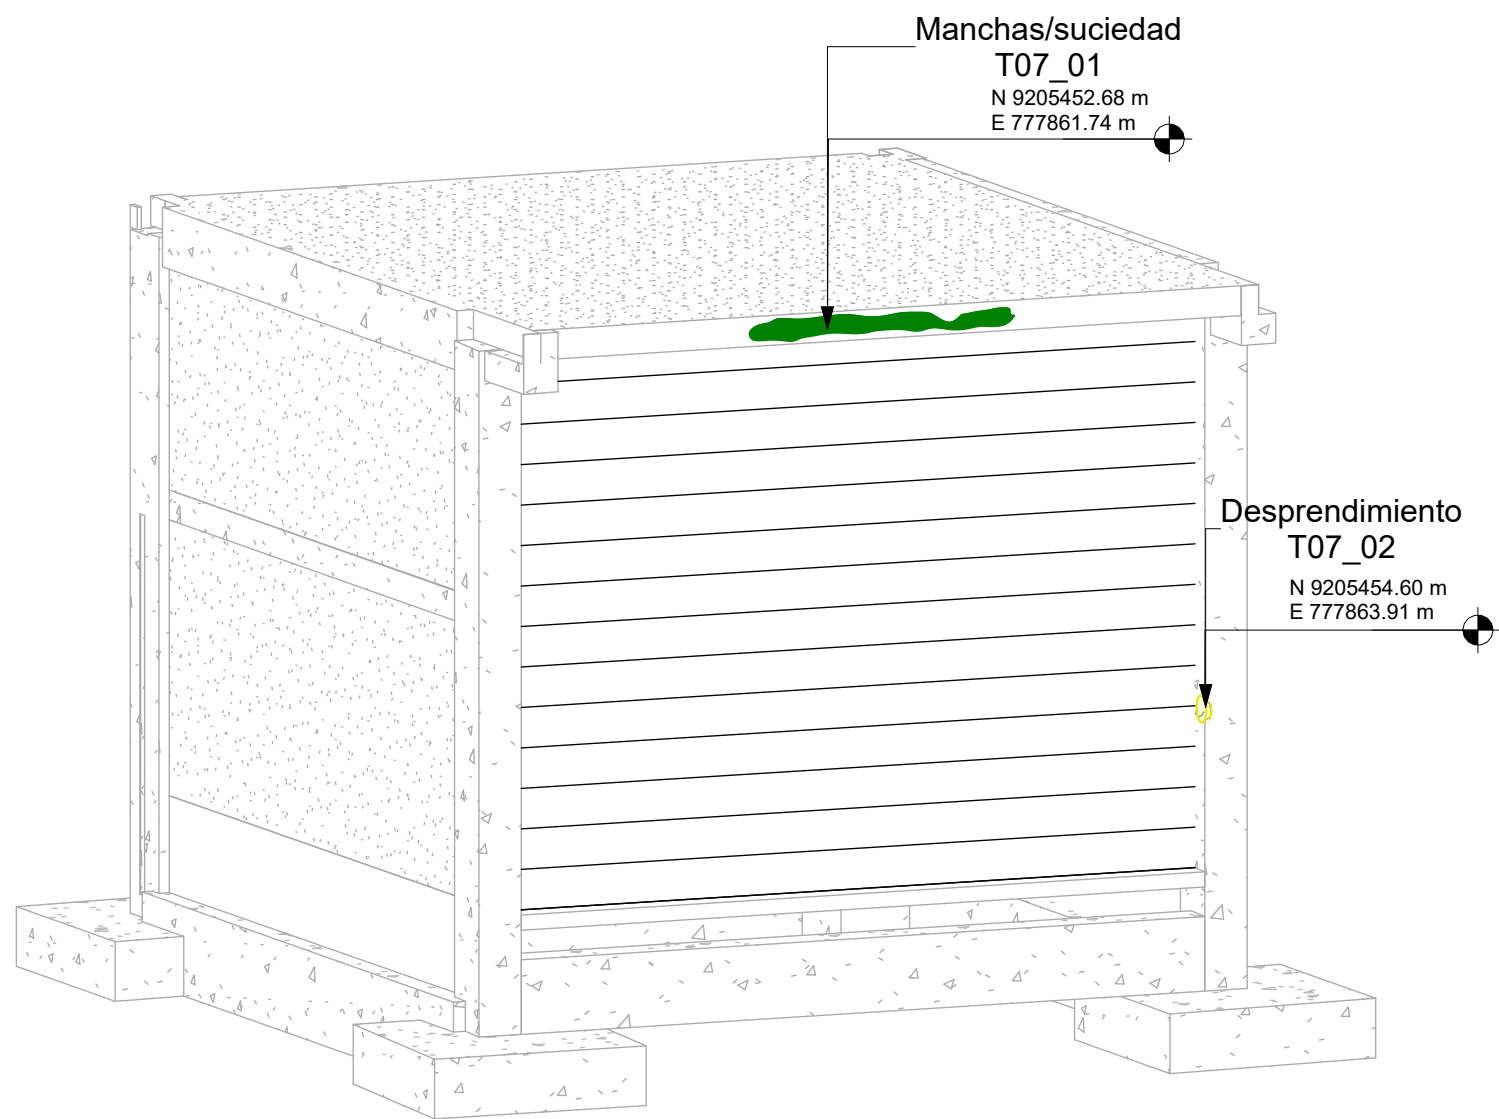 Manchas/suciedad
T07_01
N 9205452.68 m
E 777861.74 m
Desprendimiento
T07_02
N 9205454.60 m
E 777863.91 m